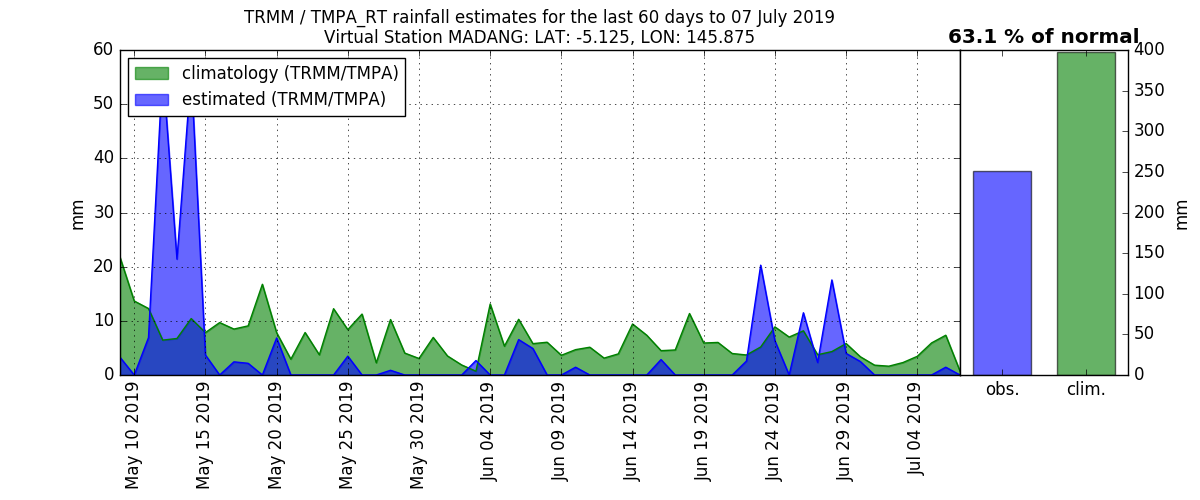 TRMM / TMPA_RT rainfall estimates for the last 60 days to 07 July 2019
Virtual Station MADANG: LAT: -5.125, LON: 145.875
63.1 % of normal
climatology (TRMM/TMPA)
estimated (TRMM/TMPA)
mm
60
50
40
30
20
10
0
400
350
300
250
200
150
100
50
0
mm
May 10 2019
May 15 2019
May 20 2019
May 25 2019
May 30 2019
Jun 04 2019
Jun 09 2019
Jun 14 2019
Jun 19 2019
Jun 24 2019
Jun 29 2019
Jul 04 2019
obs.
clim.